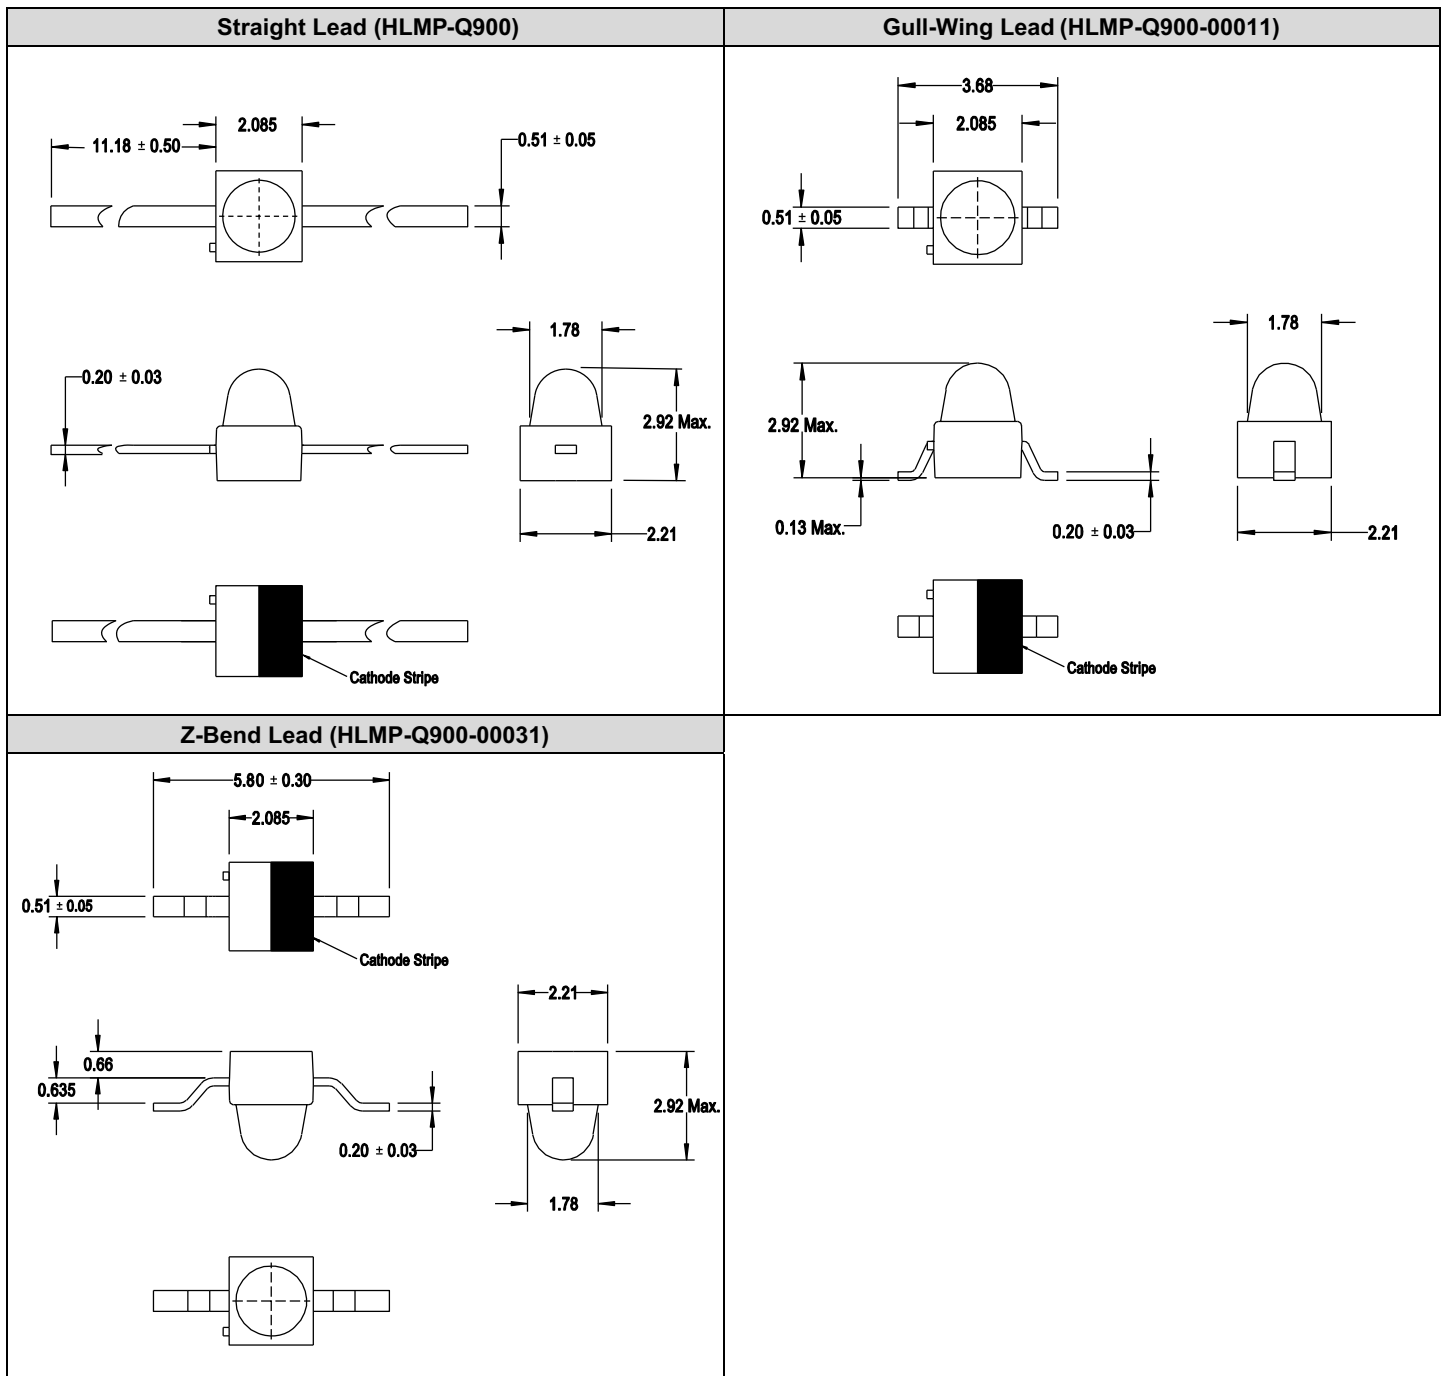 Straight Lead (HLMP-Q900)
2.085
11.18 ± 0.50
0.51 ± 0.05
1.78
0.20 ± 0.03
2.92 Max.
2.21
Cathode Stripe
Gull-Wing Lead (HLMP-Q900-00011)
3.68
2.085
0.51 ± 0.05
1.78
2.92 Max.
0.13 Max.
0.20 ± 0.03
2.21
Cathode Stripe
Z-Bend Lead (HLMP-Q900-00031)
5.80 ± 0.30
2.085
0.51 ± 0.05
Cathode Stripe
2.21
0.66
0.635
2.92 Max.
0.20 ± 0.03
1.78